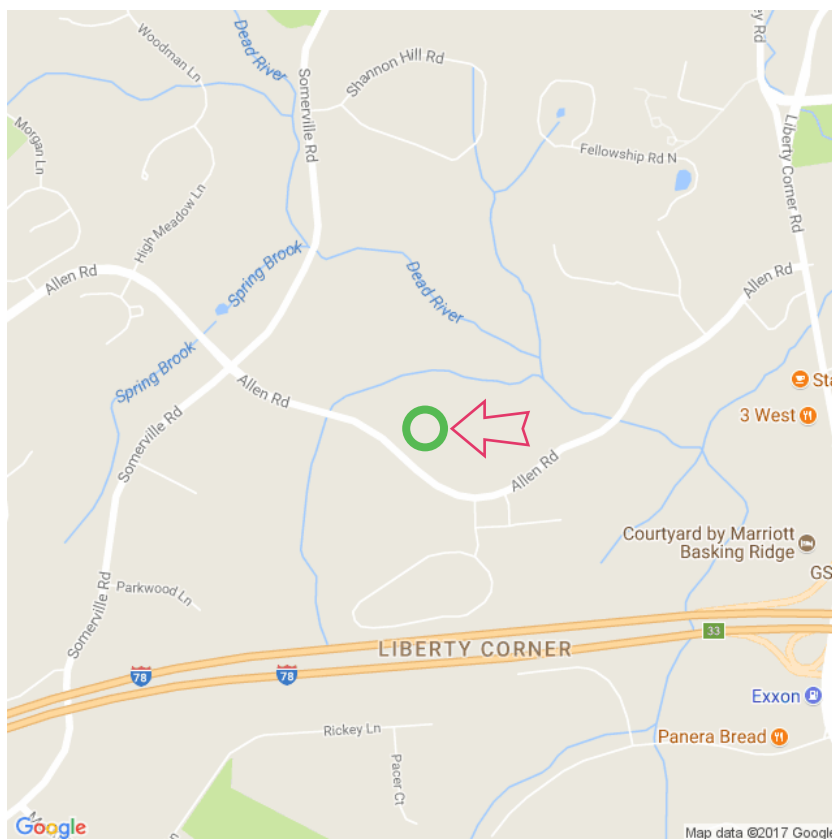 Woodman Ln
Dead River
Somerville Rd
Shannon Hill Rd
Liberty Corner Rd
Morgan Ln
Fellowship Rd N
High Meadow Ln
Allen Rd
Spring Brook
Dead River
Allen Rd
Spring Brook
Allen Rd
3 West
Somerville Rd
Allen Rd
Courtyard by Marriott
Basking Ridge
GS
Parkwood Ln
Somerville Rd
33
LIBERTY CORNER
78
78
Exxon
Rickey Ln
Panera Bread
Pacer Ct
Google
Map data ©2017 Google